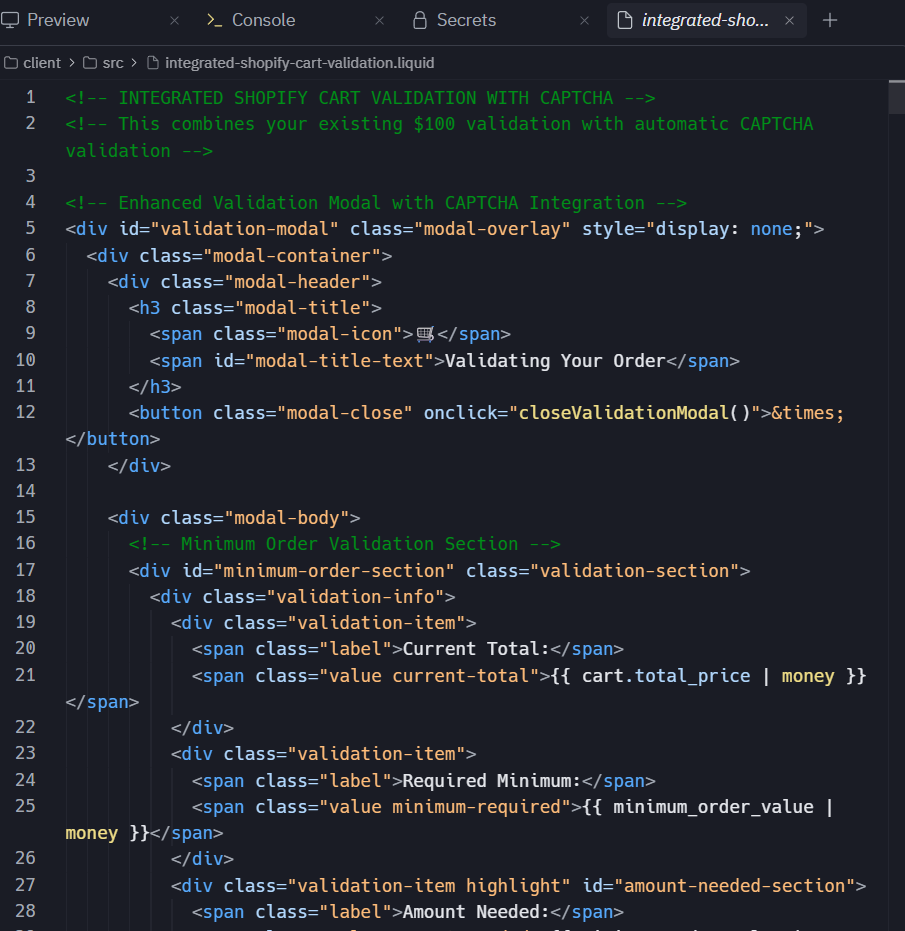 Preview × Console × Secrets × integrated-sho... × +
client > src > integrated-shopify-cart-validation.liquid
1 <!-- INTEGRATED SHOPIFY CART VALIDATION WITH CAPTCHA -->
2 <!-- This combines your existing $100 validation with automatic CAPTCHA
validation -->
3
4 <!-- Enhanced Validation Modal with CAPTCHA Integration -->
5 <div id="validation-modal" class="modal-overlay" style="display: none;">
6 <div class="modal-container">
7 <div class="modal-header">
8 <h3 class="modal-title">
9 <span class="modal-icon">🛒</span>
10 <span id="modal-title-text">Validating Your Order</span>
11 </h3>
12 <button class="modal-close" onclick="closeValidationModal()">&times;
</button>
13 </div>
14
15 <div class="modal-body">
16 <!-- Minimum Order Validation Section -->
17 <div id="minimum-order-section" class="validation-section">
18 <div class="validation-info">
19 <div class="validation-item">
20 <span class="label">Current Total:</span>
21 <span class="value current-total">{{ cart.total_price | money }}
</span>
22 </div>
23 <div class="validation-item">
24 <span class="label">Required Minimum:</span>
25 <span class="value minimum-required">{{ minimum_order_value |
money }}</span>
26 </div>
27 <div class="validation-item highlight" id="amount-needed-section">
28 <span class="label">Amount Needed:</span>